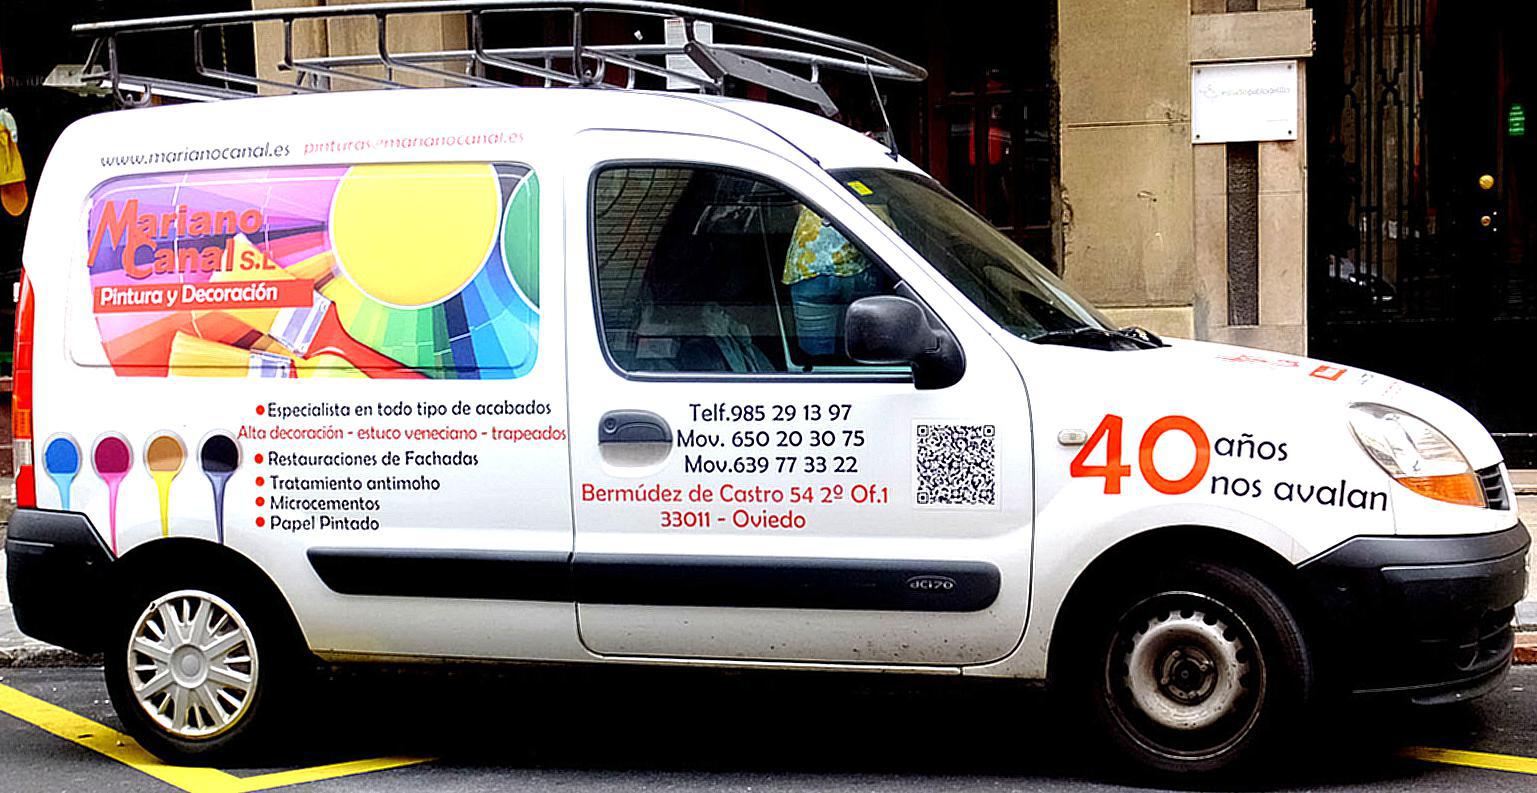 www.marianocanal.es pinturas@marianocanal.es
Mariano
Canal S.L
Pintura y Decoración
Especialista en todo tipo de acabados
Alta decoración - estuco veneciano - trapeados
Restauraciones de Fachadas
Tratamiento antimoho
Microcementos
Papel Pintado
Telf.985 29 13 97
Mov. 650 20 30 75
Mov.639 77 33 22
Bermúdez de Castro 54 2º Of.1
33011 - Oviedo
40 años
nos avalan
dCi70